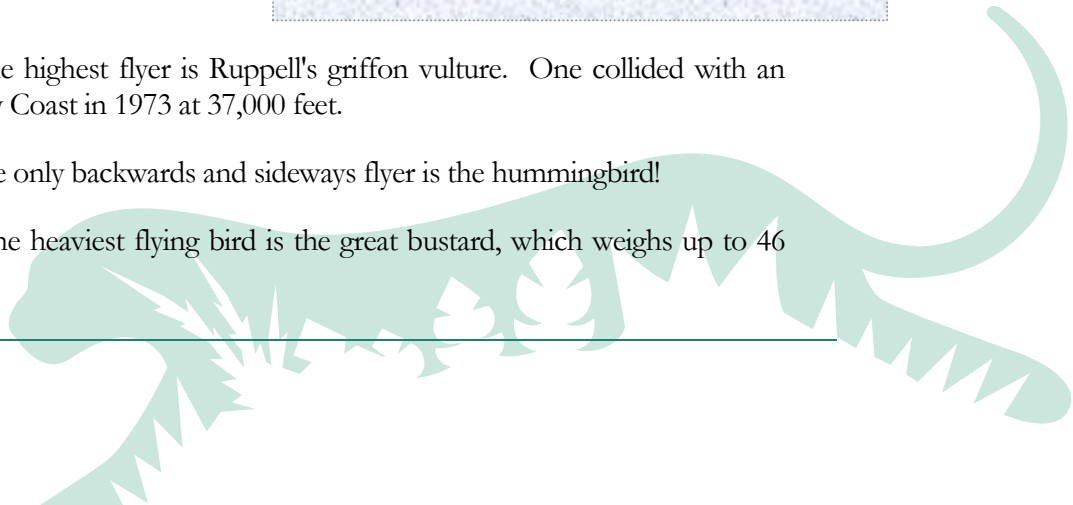 e highest flyer is Ruppell's griffon vulture. One collided with an
Coast in 1973 at 37,000 feet.
e only backwards and sideways flyer is the hummingbird!
he heaviest flying bird is the great bustard, which weighs up to 46